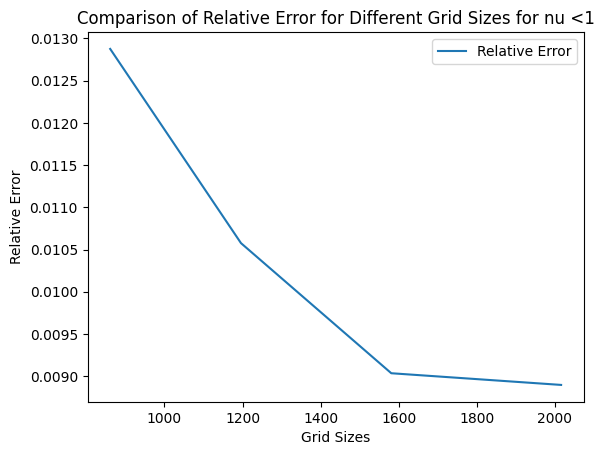 Comparison of Relative Error for Different Grid Sizes for nu <1
Relative Error
0.0130
0.0125
0.0120
0.0115
0.0110
0.0105
0.0100
0.0095
0.0090
Relative Error
1000 1200 1400 1600 1800 2000
Grid Sizes